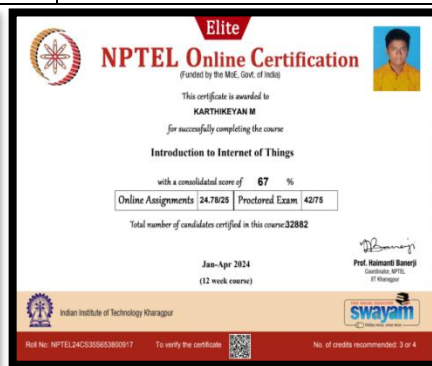 Elite
NPTEL Online Certification
(Funded by the MoE, Govt. of India)
This certificate is awarded to
KARTHIKEYAN M
for successfully completing the course
Introduction to Internet of Things
with a consolidated score of 67 %
Online Assignments 24.78/25 Proctored Exam 42/75
Total number of candidates certified in this course:32882
Jan-Apr 2024
(12 week course)
Prof. Haimanti Banerji
Coordinator, NPTEL
IIT Kharagpur
Indian Institute of Technology Kharagpur
swayam
Roll No: NPTEL24CS35S653800917 To verify the certificate No. of credits recommended: 3 or 4